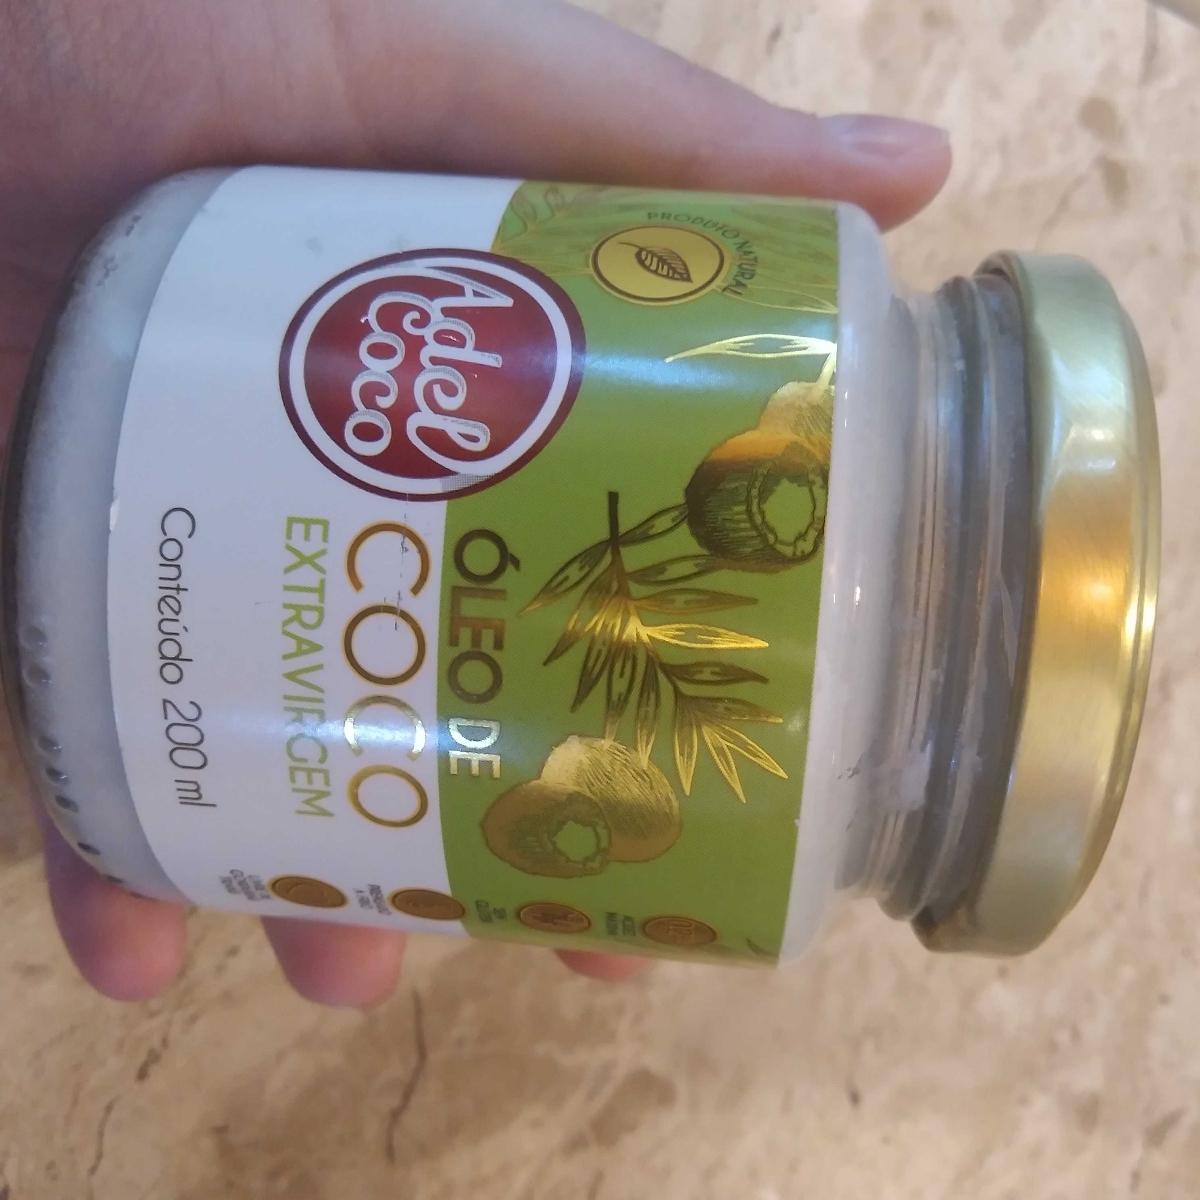 PRODUTO NATURAL
Adel
Coco
ÓLEO DE
COCO
EXTRAVIRGEM
Conteúdo 200 ml